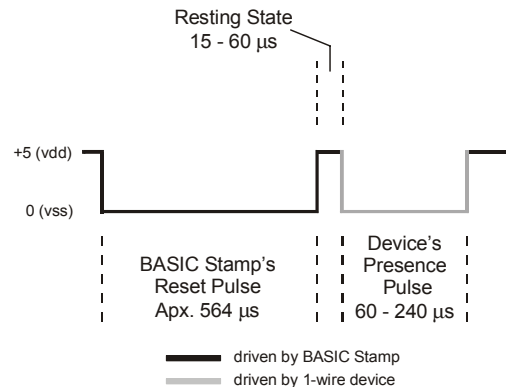 Resting State
15 - 60 μs
+5 (vdd)
0 (vss)
BASIC Stamp's
Reset Pulse
Apx. 564 μs
Device's
Presence
Pulse
60 - 240 μs
driven by BASIC Stamp
driven by 1-wire device